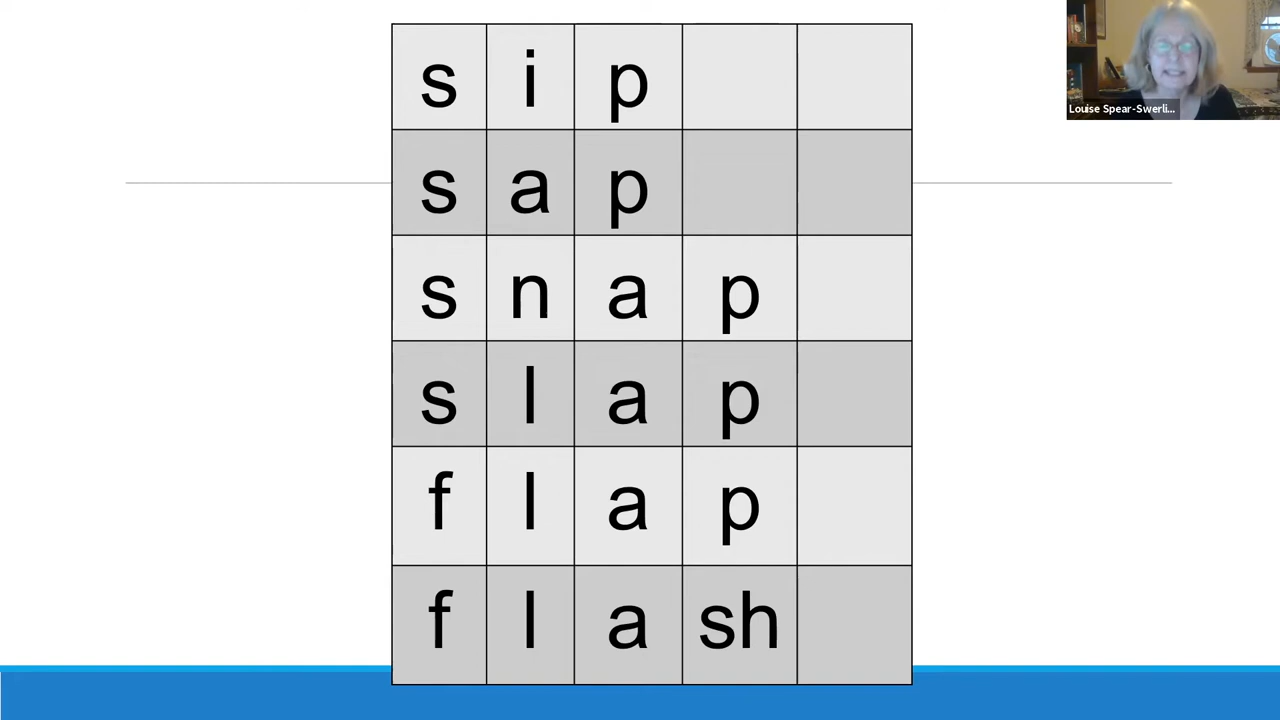 s i p
s a p
s n a p
s l a p
f l a p
f l a sh
Louise Spear-Swerli...